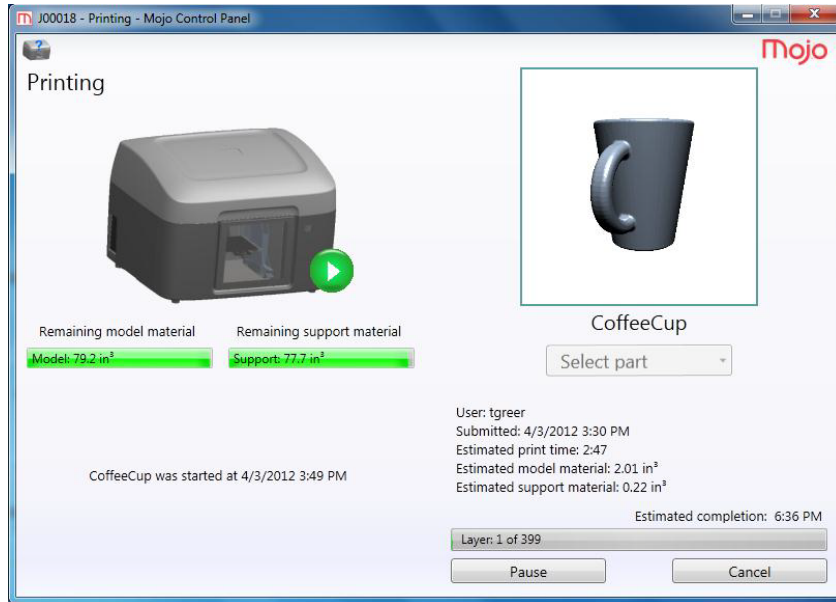 J00018 - Printing - Mojo Control Panel
mojo
Printing
Remaining model material
Remaining support material
Model: 79.2 in³
Support: 77.7 in³
CoffeeCup was started at 4/3/2012 3:49 PM
CoffeeCup
Select part
User: tgreer
Submitted: 4/3/2012 3:30 PM
Estimated print time: 2:47
Estimated model material: 2.01 in³
Estimated support material: 0.22 in³
Estimated completion: 6:36 PM
Layer: 1 of 399
Pause
Cancel